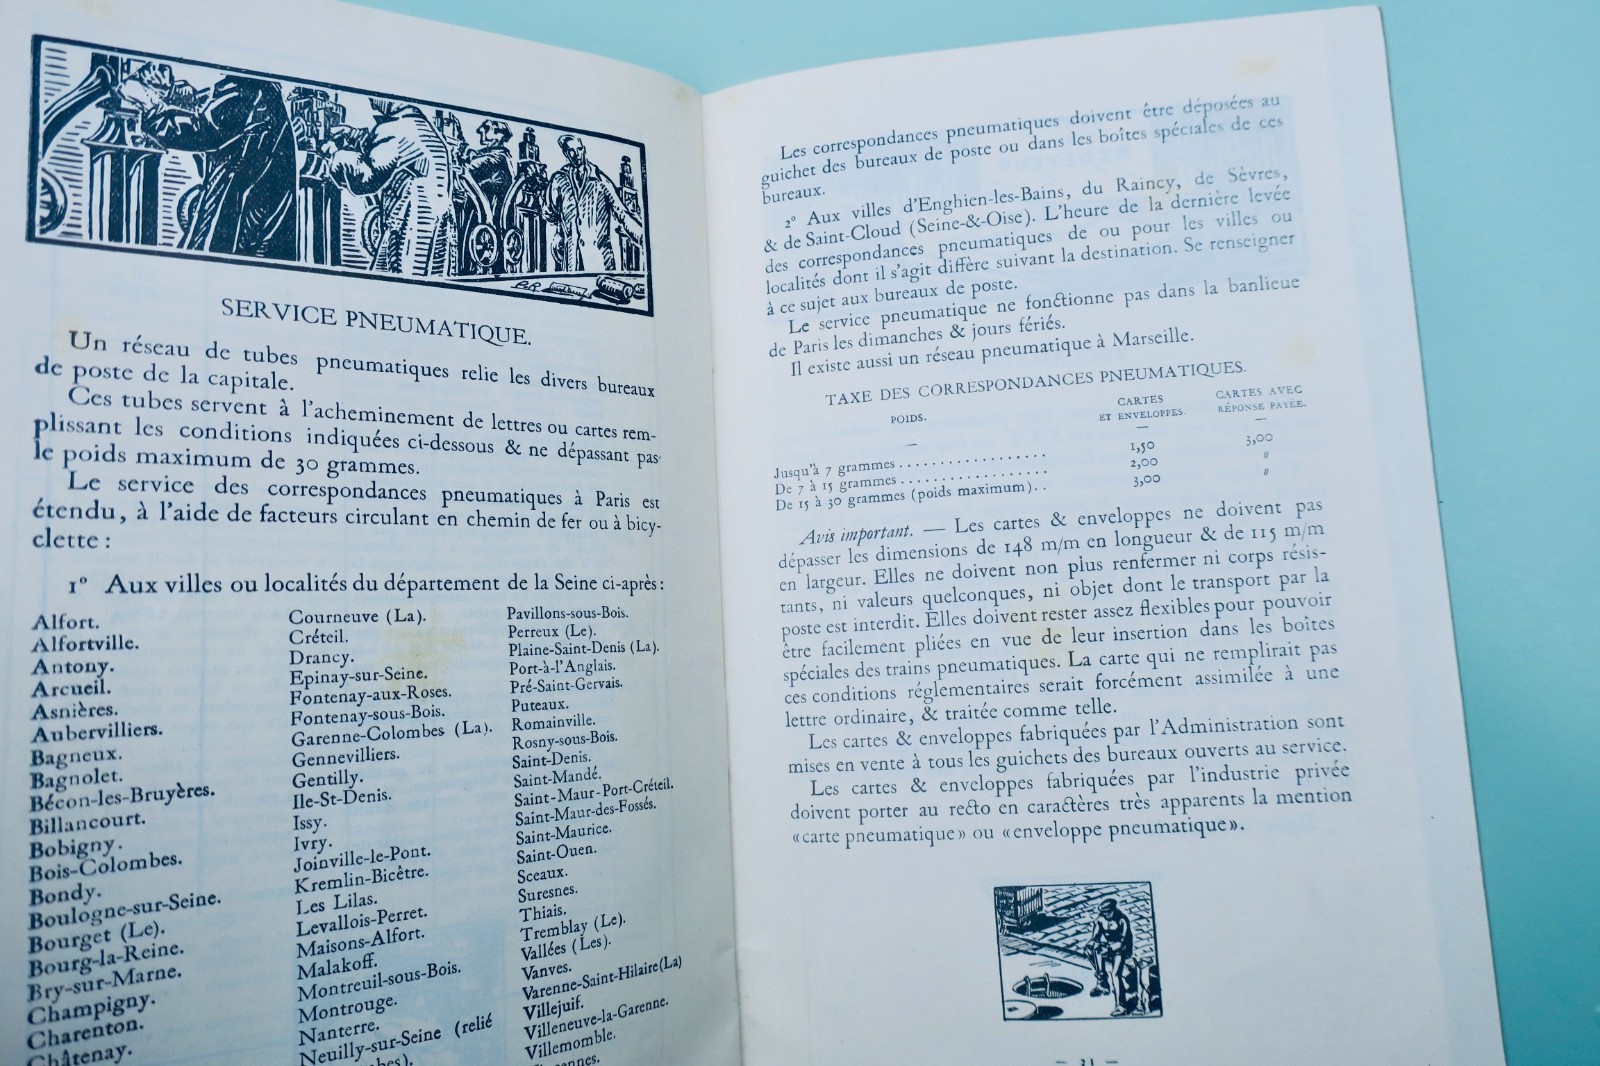 SERVICE PNEUMATIQUE.
Un réseau de tubes pneumatiques relie les divers bureaux
de poste de la capitale.
Ces tubes servent à l'acheminement de lettres ou cartes rem-
plissant les conditions indiquées ci-dessous & ne dépassant pas
le poids maximum de 30 grammes.
Le service des correspondances pneumatiques à Paris est
étendu, à l'aide de facteurs circulant en chemin de fer ou à bicy-
clette :
1° Aux villes ou localités du département de la Seine ci-après :
Alfort.
Alfortville.
Antony.
Arcueil.
Asnières.
Aubervilliers.
Bagneux.
Bagnolet.
Bécon-les-Bruyères.
Billancourt.
Bobigny.
Bois-Colombes.
Bondy.
Boulogne-sur-Seine.
Bourget (Le).
Bourg-la-Reine.
Bry-sur-Marne.
Champigny.
Charenton.
Châtenay.
Courneuve (La).
Créteil.
Drancy.
Epinay-sur-Seine.
Fontenay-aux-Roses.
Fontenay-sous-Bois.
Garenne-Colombes (La).
Gennevilliers.
Gentilly.
Ile-St-Denis.
Issy.
Ivry.
Joinville-le-Pont.
Kremlin-Bicêtre.
Les Lilas.
Levallois-Perret.
Maisons-Alfort.
Malakoff.
Montreuil-sous-Bois.
Montrouge.
Nanterre.
Neuilly-sur-Seine (relié
Pavillons-sous-Bois.
Perreux (Le).
Plaine-Saint-Denis (La).
Port-à-l'Anglais.
Pré-Saint-Gervais.
Puteaux.
Romainville.
Rosny-sous-Bois.
Saint-Denis.
Saint-Mandé.
Saint-Maur-Port-Créteil.
Saint-Maur-des-Fossés.
Saint-Maurice.
Saint-Ouen.
Sceaux.
Suresnes.
Thiais.
Tremblay (Le).
Vallées (Les).
Vanves.
Varenne-Saint-Hilaire (La)
Villejuif.
Villeneuve-la-Garenne.
Villemomble.
Les correspondances pneumatiques doivent être déposées au
guichet des bureaux de poste ou dans les boîtes spéciales de ces
bureaux.
2° Aux villes d'Enghien-les-Bains, du Raincy, de Sèvres,
& de Saint-Cloud (Seine-&-Oise). L'heure de la dernière levée
des correspondances pneumatiques de ou pour les villes ou
localités dont il s'agit diffère suivant la destination. Se renseigner
à ce sujet aux bureaux de poste.
Le service pneumatique ne fonctionne pas dans la banlieue
de Paris les dimanches & jours fériés.
Il existe aussi un réseau pneumatique à Marseille.
TAXE DES CORRESPONDANCES PNEUMATIQUES.
POIDS. CARTES ET ENVELOPPES. CARTES AVEC RÉPONSE PAYÉE.
— — —
Jusqu'à 7 grammes .................. 1,50 3,00
De 7 à 15 grammes .................. 2,00 "
De 15 à 30 grammes (poids maximum). . 3,00 "
Avis important. — Les cartes & enveloppes ne doivent pas
dépasser les dimensions de 148 m/m en longueur & de 115 m/m
en largeur. Elles ne doivent non plus renfermer ni corps résis-
tants, ni valeurs quelconques, ni objet dont le transport par la
poste est interdit. Elles doivent rester assez flexibles pour pouvoir
être facilement pliées en vue de leur insertion dans les boîtes
spéciales des trains pneumatiques. La carte qui ne remplirait pas
ces conditions réglementaires serait forcément assimilée à une
lettre ordinaire, & traitée comme telle.
Les cartes & enveloppes fabriquées par l'Administration sont
mises en vente à tous les guichets des bureaux ouverts au service.
Les cartes & enveloppes fabriquées par l'industrie privée
doivent porter au recto en caractères très apparents la mention
«carte pneumatique» ou «enveloppe pneumatique».
— 31 —